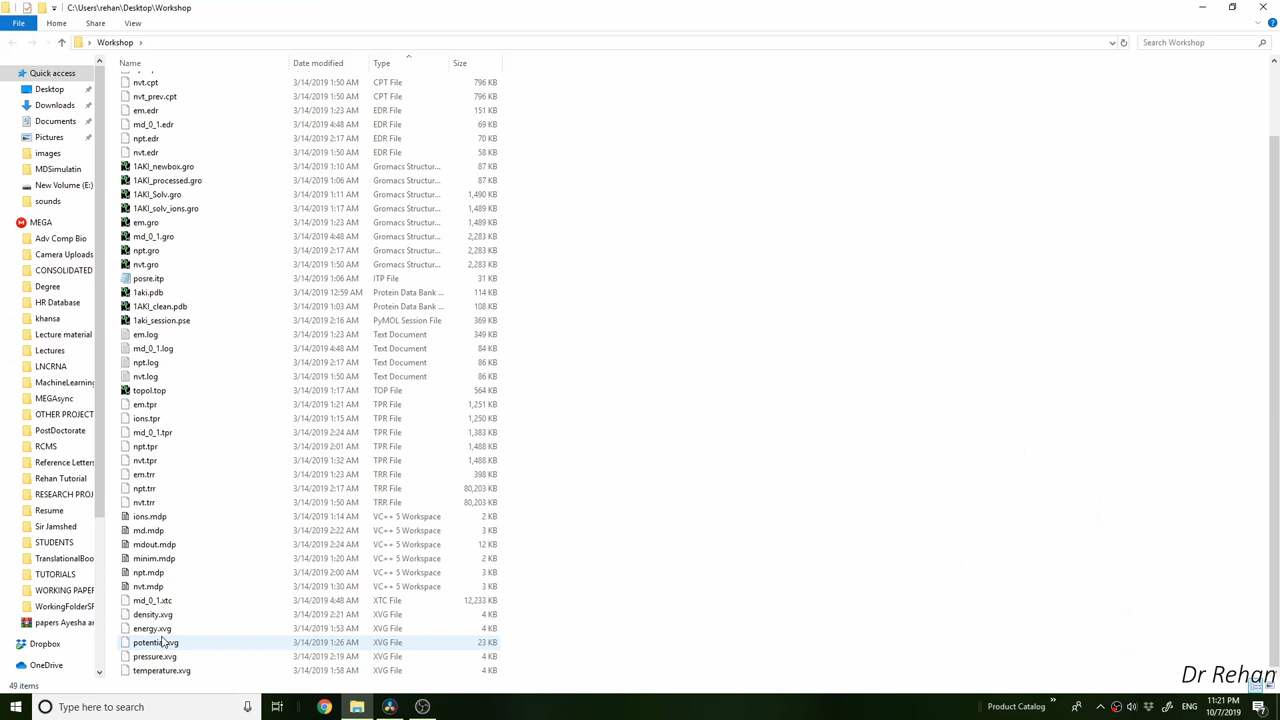 C:\Users\rehan\Desktop\Workshop
File Home Share View
Workshop
Search Workshop
Name Date modified Type Size
nvt.cpt 3/14/2019 1:50 AM CPT File 796 KB
nvt_prev.cpt 3/14/2019 1:50 AM CPT File 796 KB
em.edr 3/14/2019 1:23 AM EDR File 151 KB
md_0_1.edr 3/14/2019 4:48 AM EDR File 69 KB
npt.edr 3/14/2019 2:17 AM EDR File 70 KB
nvt.edr 3/14/2019 1:50 AM EDR File 58 KB
1AKI_newbox.gro 3/14/2019 1:10 AM Gromacs Structur... 87 KB
1AKI_processed.gro 3/14/2019 1:06 AM Gromacs Structur... 87 KB
1AKI_Solv.gro 3/14/2019 1:11 AM Gromacs Structur... 1,490 KB
1AKI_solv_ions.gro 3/14/2019 1:17 AM Gromacs Structur... 1,489 KB
em.gro 3/14/2019 1:23 AM Gromacs Structur... 1,489 KB
md_0_1.gro 3/14/2019 4:48 AM Gromacs Structur... 2,283 KB
npt.gro 3/14/2019 2:17 AM Gromacs Structur... 2,283 KB
nvt.gro 3/14/2019 1:50 AM Gromacs Structur... 2,283 KB
posre.itp 3/14/2019 1:06 AM ITP File 31 KB
1aki.pdb 3/14/2019 12:59 AM Protein Data Bank ... 114 KB
1AKI_clean.pdb 3/14/2019 1:03 AM Protein Data Bank ... 108 KB
1aki_session.pse 3/14/2019 2:16 AM PyMOL Session File 369 KB
em.log 3/14/2019 1:23 AM Text Document 349 KB
md_0_1.log 3/14/2019 4:48 AM Text Document 84 KB
npt.log 3/14/2019 2:17 AM Text Document 86 KB
nvt.log 3/14/2019 1:50 AM Text Document 86 KB
topol.top 3/14/2019 1:17 AM TOP File 564 KB
em.tpr 3/14/2019 1:21 AM TPR File 1,251 KB
ions.tpr 3/14/2019 1:15 AM TPR File 1,250 KB
md_0_1.tpr 3/14/2019 2:24 AM TPR File 1,383 KB
npt.tpr 3/14/2019 2:01 AM TPR File 1,488 KB
nvt.tpr 3/14/2019 1:32 AM TPR File 1,488 KB
em.trr 3/14/2019 1:23 AM TRR File 398 KB
npt.trr 3/14/2019 2:17 AM TRR File 80,203 KB
nvt.trr 3/14/2019 1:50 AM TRR File 80,203 KB
ions.mdp 3/14/2019 1:14 AM VC++ 5 Workspace 2 KB
md.mdp 3/14/2019 2:22 AM VC++ 5 Workspace 3 KB
mdout.mdp 3/14/2019 2:24 AM VC++ 5 Workspace 12 KB
minim.mdp 3/14/2019 1:20 AM VC++ 5 Workspace 2 KB
npt.mdp 3/14/2019 2:00 AM VC++ 5 Workspace 3 KB
nvt.mdp 3/14/2019 1:31 AM VC++ 5 Workspace 3 KB
md_0_1.xtc 3/14/2019 4:48 AM XTC File 12,233 KB
density.xvg 3/14/2019 2:21 AM XVG File 4 KB
energy.xvg 3/14/2019 1:53 AM XVG File 4 KB
potential.xvg 3/14/2019 1:26 AM XVG File 23 KB
pressure.xvg 3/14/2019 2:19 AM XVG File 4 KB
temperature.xvg 3/14/2019 1:58 AM XVG File 4 KB
Quick access
Desktop
Downloads
Documents
Pictures
images
MDSimulatin
New Volume (E:)
sounds
MEGA
Adv Comp Bio
Camera Uploads
CONSOLIDATED
Degree
HR Database
khansa
Lecture material
Lectures
LNCRNA
MachineLearning
MEGAsync
OTHER PROJECT
PostDoctorate
RCMS
Reference Letters
Rehan Tutorial
RESEARCH PROJ
Resume
Sir Jamshed
STUDENTS
TranslationalBoo
TUTORIALS
WORKING PAPER
WorkingFolderSF
papers Ayesha ar
Dropbox
OneDrive
49 items
Dr Rehan
Type here to search
Product Catalog
ENG
11:21 PM
10/7/2019